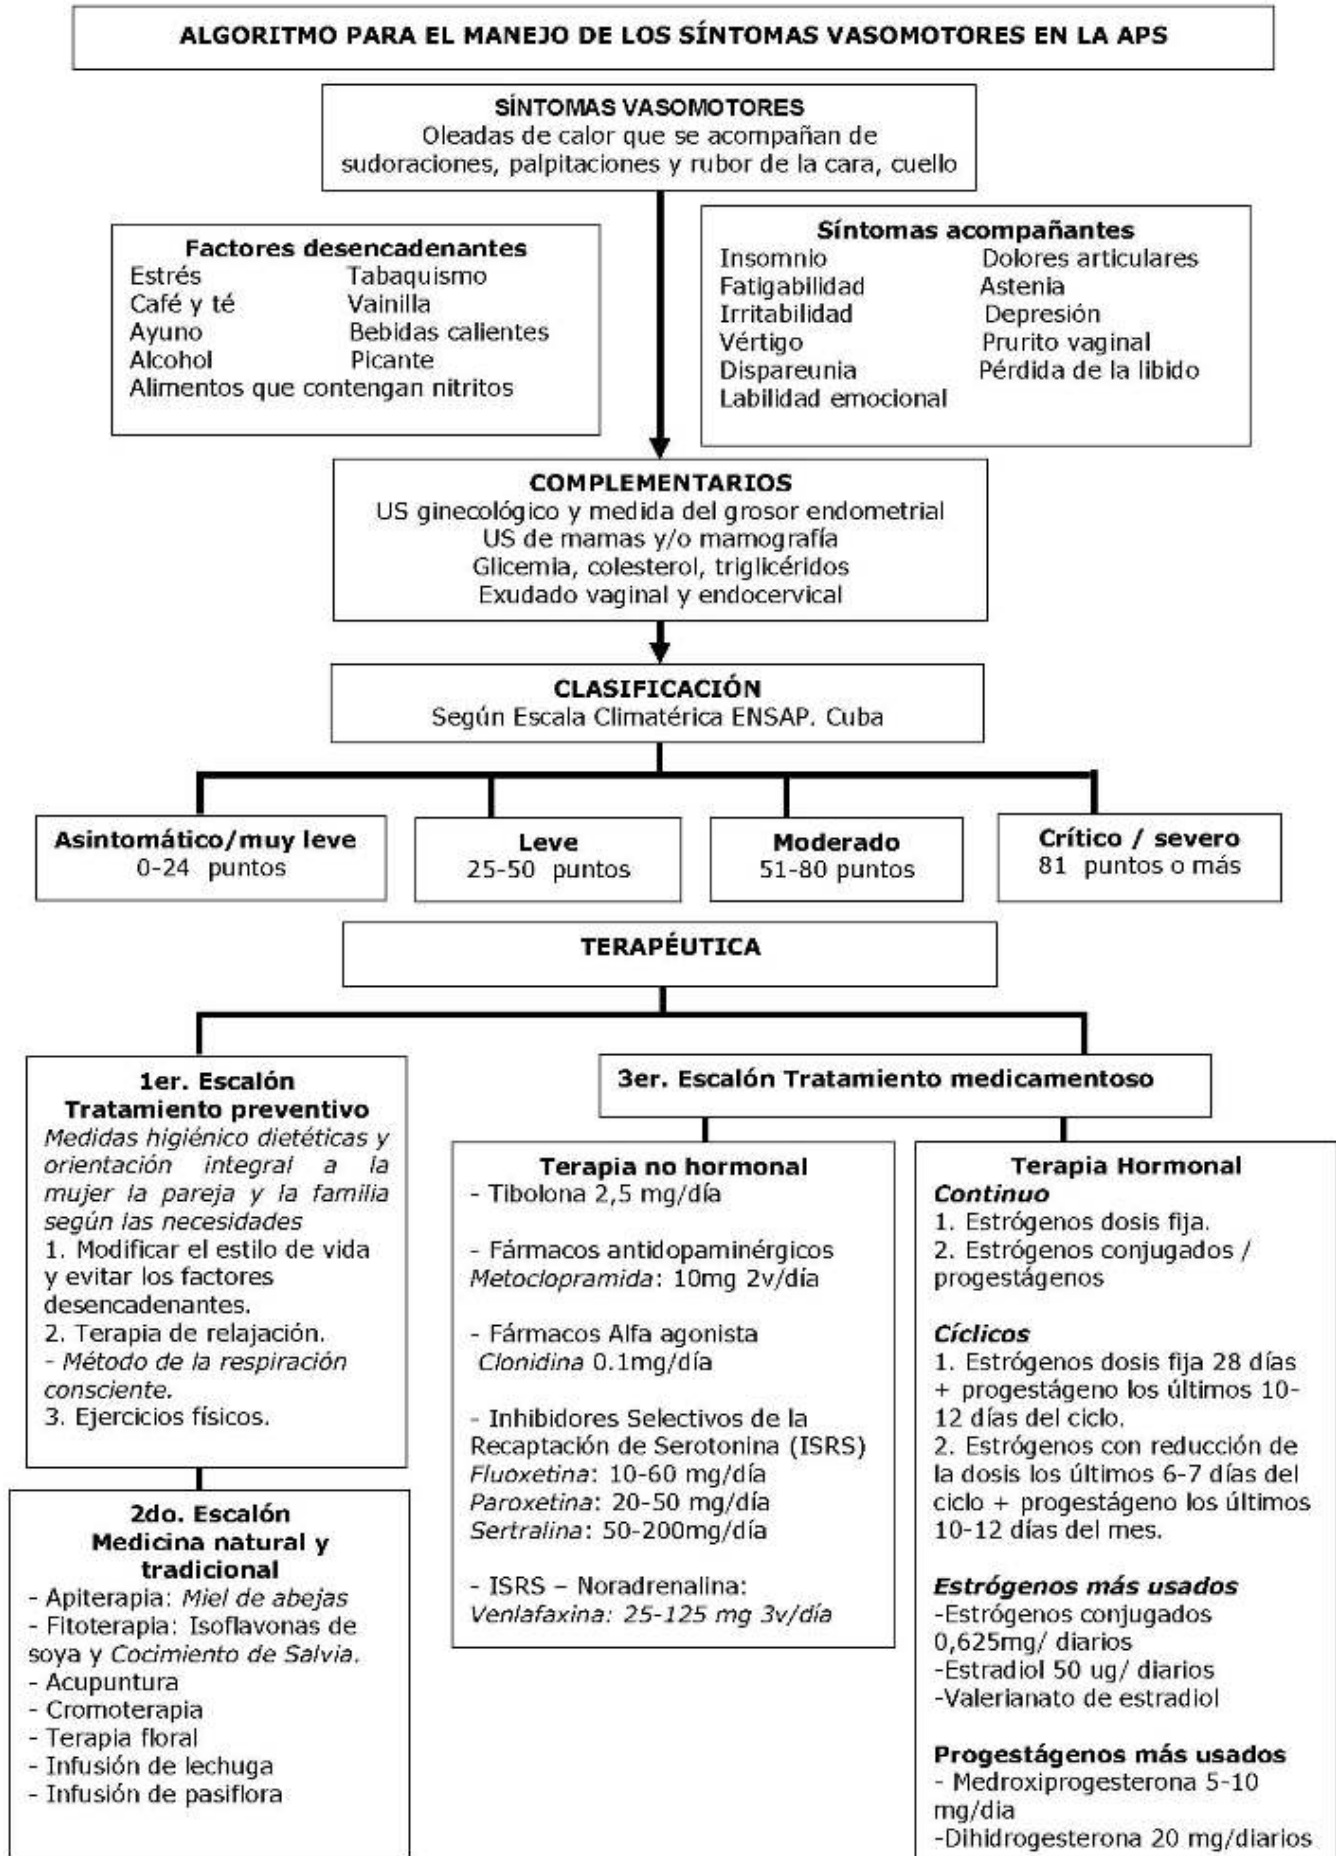 ALGORITMO PARA EL MANEJO DE LOS SÍNTOMAS VASOMOTORES EN LA APS
SÍNTOMAS VASOMOTORES
Oleadas de calor que se acompañan de
sudoraciones, palpitaciones y rubor de la cara, cuello
Factores desencadenantes
Estrés Tabaquismo
Café y té Vainilla
Ayuno Bebidas calientes
Alcohol Picante
Alimentos que contengan nitritos
Síntomas acompañantes
Insomnio Dolores articulares
Fatigabilidad Astenia
Irritabilidad Depresión
Vértigo Prurito vaginal
Dispareunia Pérdida de la libido
Labilidad emocional
COMPLEMENTARIOS
US ginecológico y medida del grosor endometrial
US de mamas y/o mamografía
Glicemia, colesterol, triglicéridos
Exudado vaginal y endocervical
CLASIFICACIÓN
Según Escala Climatérica ENSAP. Cuba
Asintomático/muy leve
0-24 puntos
Leve
25-50 puntos
Moderado
51-80 puntos
Crítico / severo
81 puntos o más
TERAPÉUTICA
1er. Escalón
Tratamiento preventivo
Medidas higiénico dietéticas y
orientación integral a la
mujer la pareja y la familia
según las necesidades
1. Modificar el estilo de vida
y evitar los factores
desencadenantes.
2. Terapia de relajación.
- Método de la respiración
consciente.
3. Ejercicios físicos.
2do. Escalón
Medicina natural y
tradicional
- Apiterapia: Miel de abejas
- Fitoterapia: Isoflavonas de
soya y Cocimiento de Salvia.
- Acupuntura
- Cromoterapia
- Terapia floral
- Infusión de lechuga
- Infusión de pasiflora
3er. Escalón Tratamiento medicamentoso
Terapia no hormonal
- Tibolona 2,5 mg/día
- Fármacos antidopaminérgicos
Metoclopramida: 10mg 2v/día
- Fármacos Alfa agonista
Clonidina 0.1mg/día
- Inhibidores Selectivos de la
Recaptación de Serotonina (ISRS)
Fluoxetina: 10-60 mg/día
Paroxetina: 20-50 mg/día
Sertralina: 50-200mg/día
- ISRS – Noradrenalina:
Venlafaxina: 25-125 mg 3v/día
Terapia Hormonal
Continuo
1. Estrógenos dosis fija.
2. Estrógenos conjugados /
progestágenos
Cíclicos
1. Estrógenos dosis fija 28 días
+ progestágeno los últimos 10-
12 días del ciclo.
2. Estrógenos con reducción de
la dosis los últimos 6-7 días del
ciclo + progestágeno los últimos
10-12 días del mes.
Estrógenos más usados
-Estrógenos conjugados
0,625mg/ diarios
-Estradiol 50 ug/ diarios
-Valerianato de estradiol
Progestágenos más usados
- Medroxiprogesterona 5-10
mg/dia
-Dihidrogesterona 20 mg/diarios